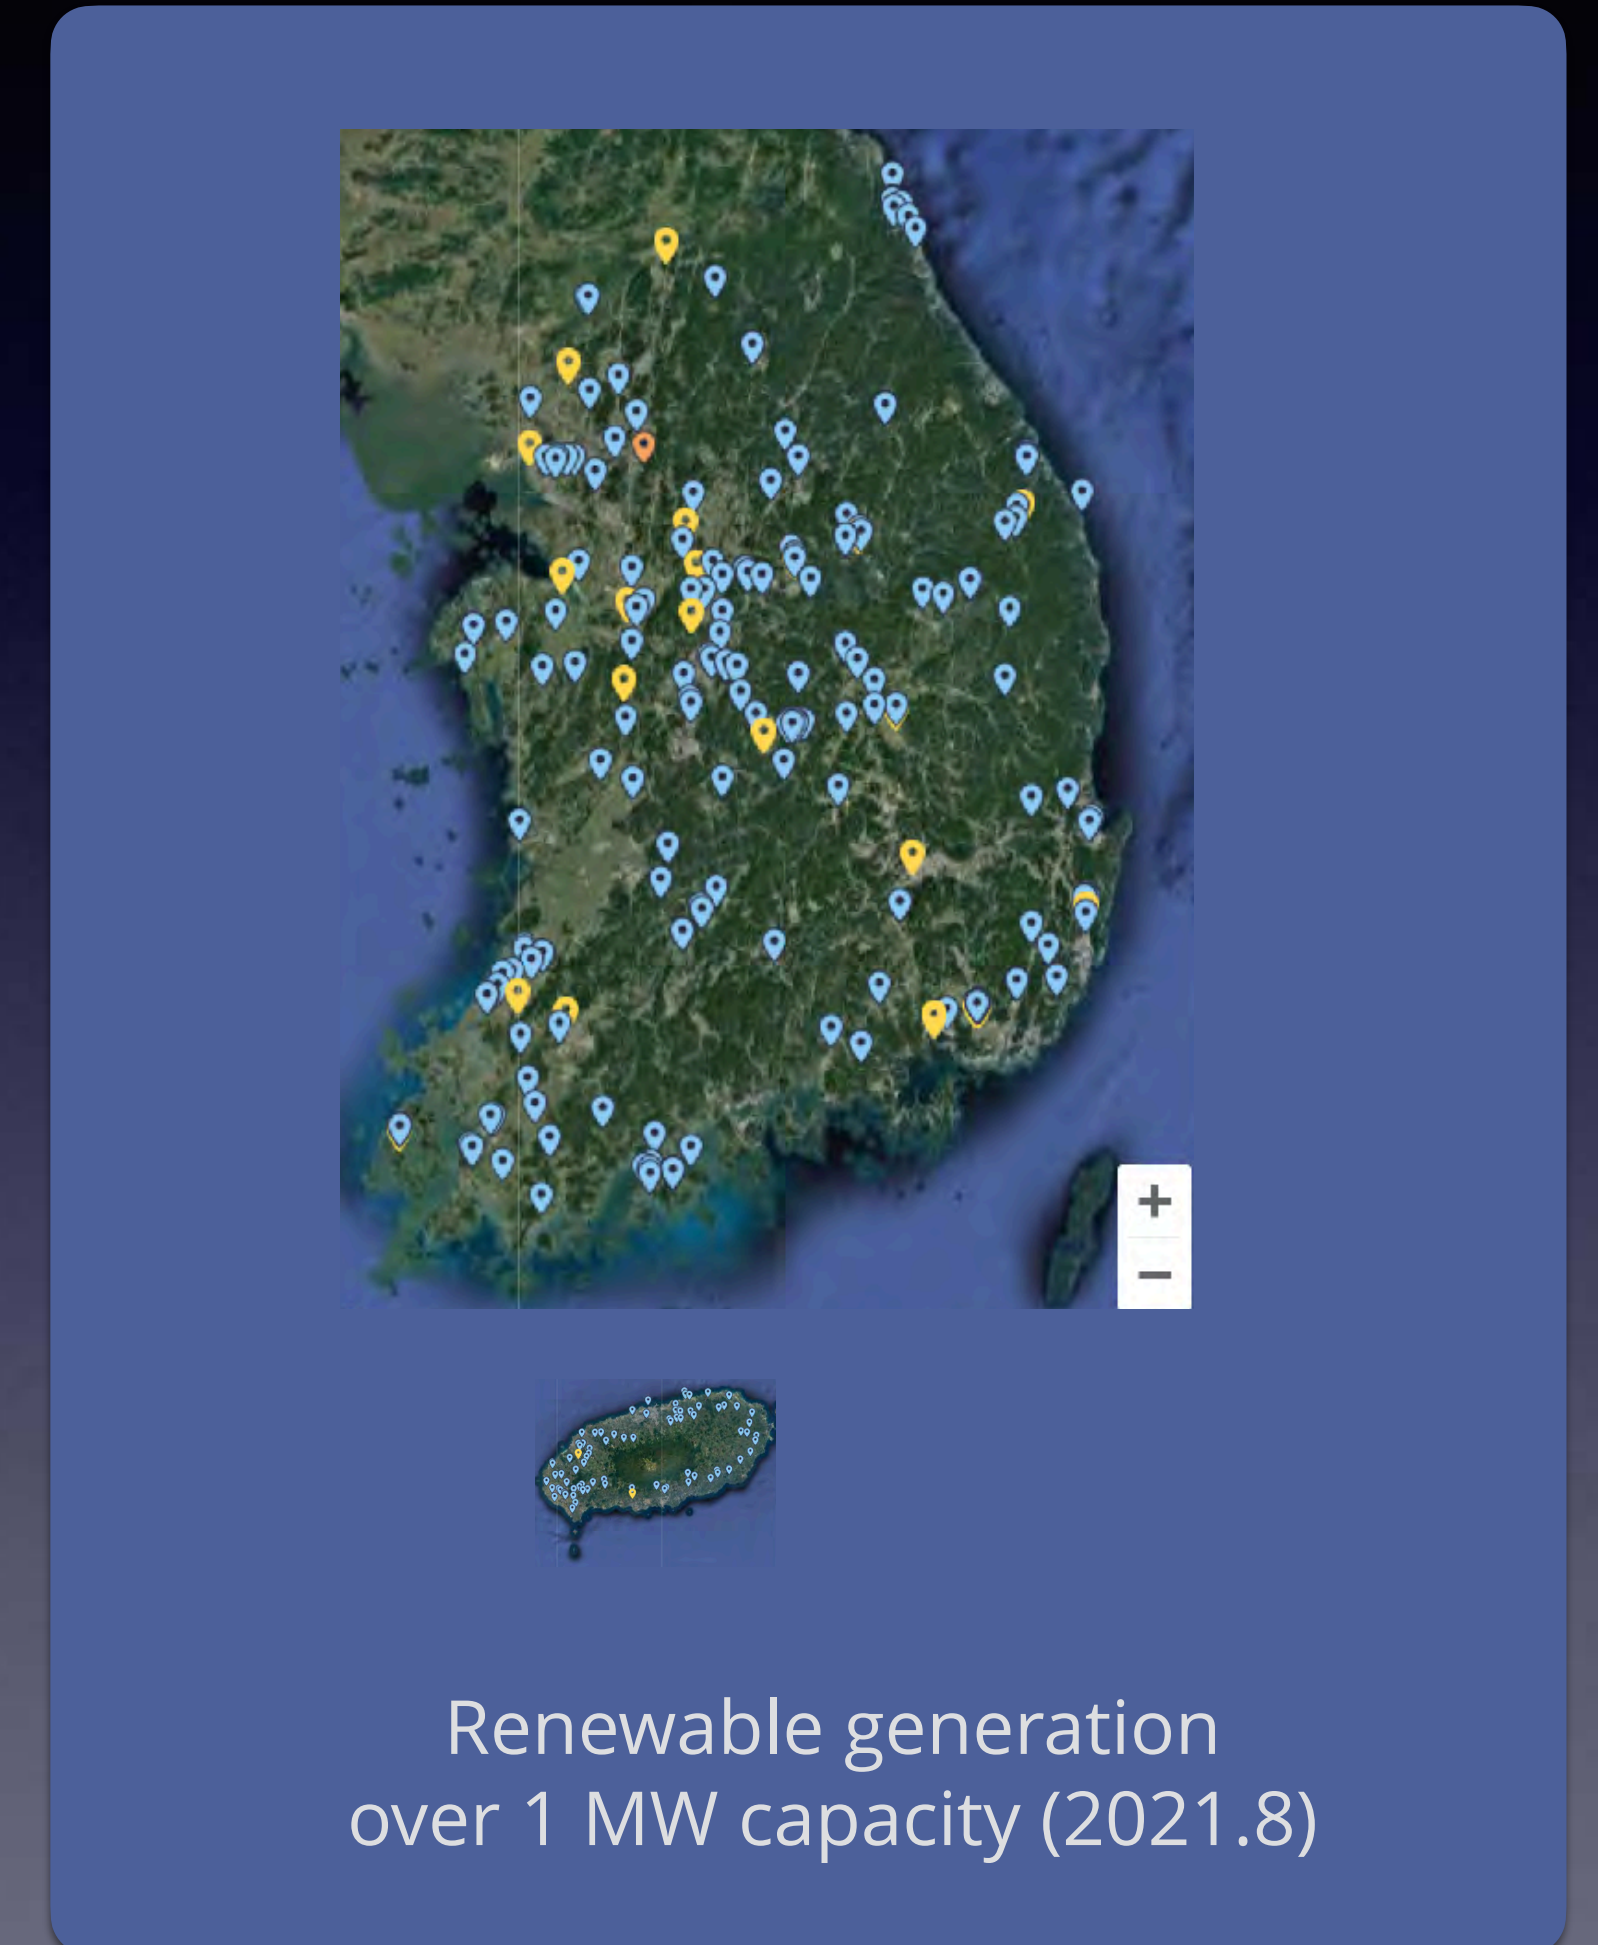 +
−
Renewable generation
over 1 MW capacity (2021.8)